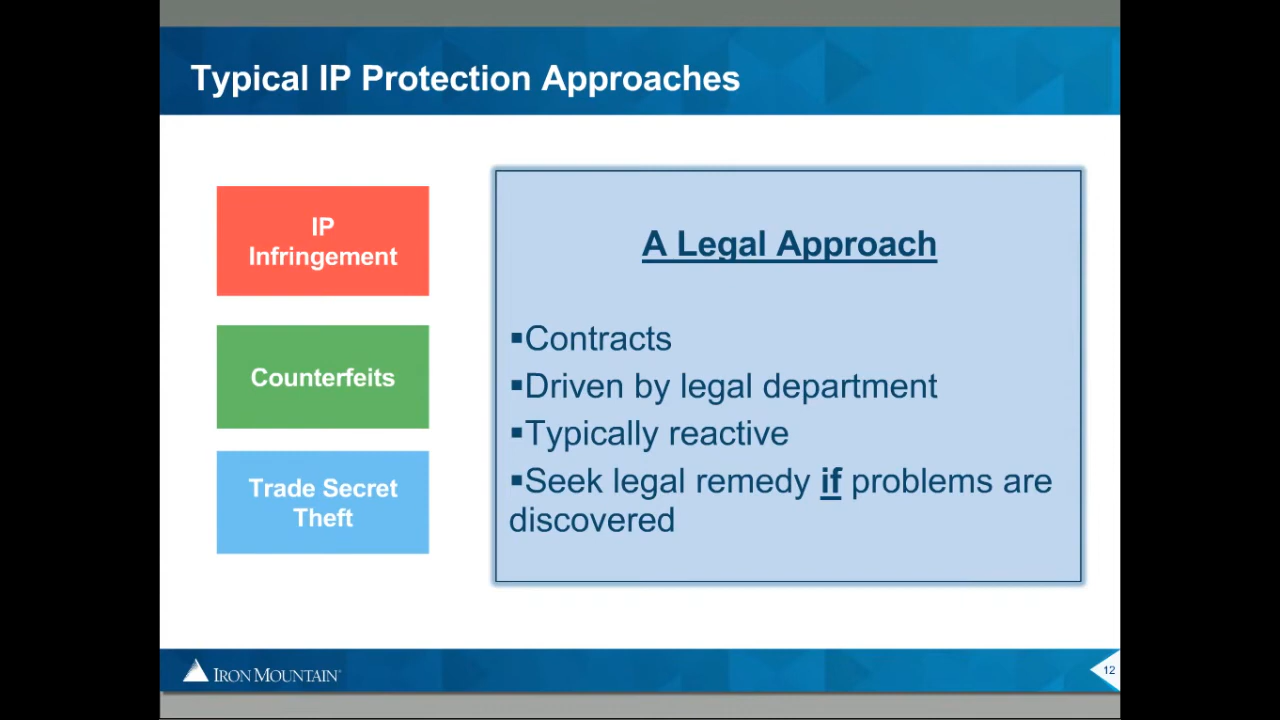 Typical IP Protection Approaches
IP
Infringement
Counterfeits
Trade Secret
Theft
A Legal Approach
▪Contracts
▪Driven by legal department
▪Typically reactive
▪Seek legal remedy if problems are
discovered
IRON MOUNTAIN®
12